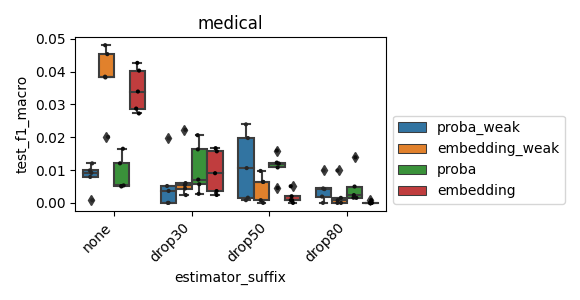 medical
0.05
0.04
0.03
0.02
0.01
0.00
test_f1_macro
none
drop30
drop50
drop80
estimator_suffix
proba_weak
embedding_weak
proba
embedding